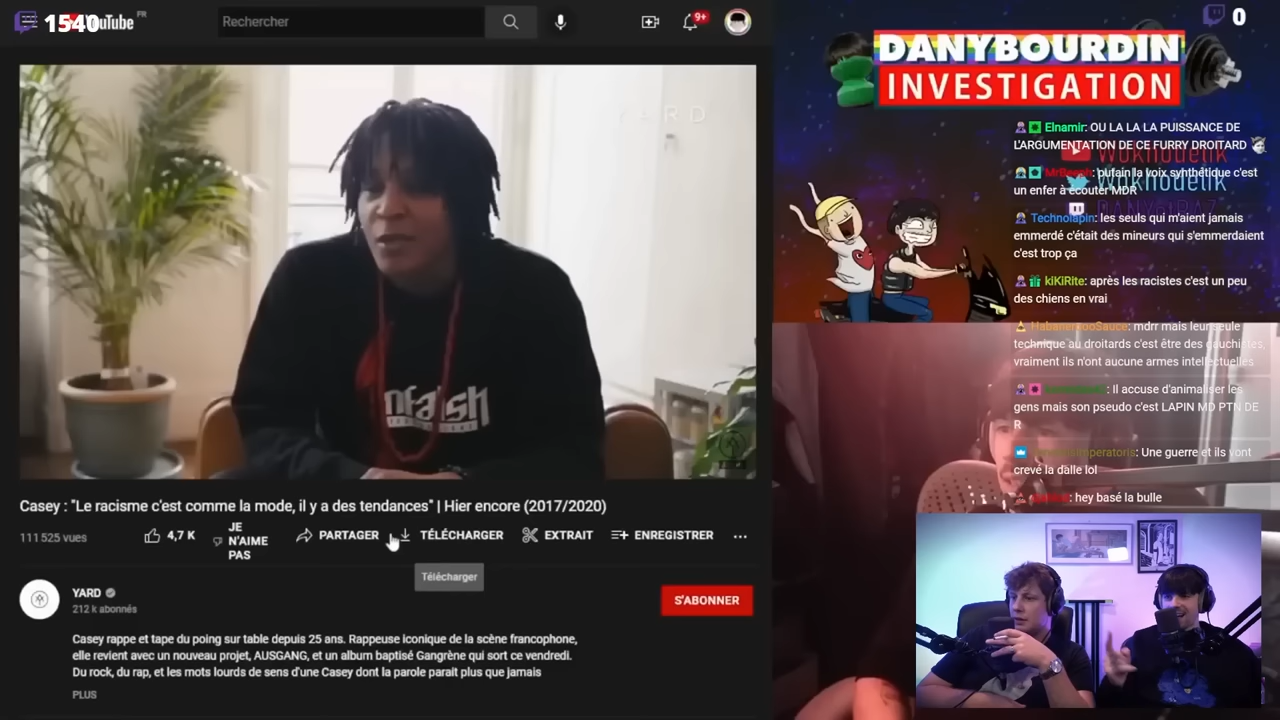 1540
YouTube FR
Rechercher
9+
YARD
nfaish
Casey : "Le racisme c'est comme la mode, il y a des tendances" | Hier encore (2017/2020)
111 525 vues
4,7 K
JE
N'AIME
PAS
PARTAGER
TÉLÉCHARGER
EXTRAIT
ENREGISTRER
Télécharger
YARD
212 k abonnés
S'ABONNER
Casey rappe et tape du poing sur table depuis 25 ans. Rappeuse iconique de la scène francophone,
elle revient avec un nouveau projet, AUSGANG, et un album baptisé Gangrène qui sort ce vendredi.
Du rock, du rap, et les mots lourds de sens d'une Casey dont la parole parait plus que jamais
PLUS
0
DANYBOURDIN
INVESTIGATION
Elnamir: OU LA LA LA PUISSANCE DE
L'ARGUMENTATION DE CE FURRY DROITARD
putain la voix synthétique c'est
un enfer à écouter MDR
Technolapin: les seuls qui m'aient jamais
emmerdé c'était des mineurs qui s'emmerdaient
c'est trop ça
kiKiRite: après les racistes c'est un peu
des chiens en vrai
mdrr mais leur seule
technique au droitards c'est être des gauchistes,
vraiment ils n'ont aucune armes intellectuelles
: Il accuse d'animaliser les
gens mais son pseudo c'est LAPIN MD PTN DE
R
: Une guerre et ils vont
crevé la dalle lol
: hey basé la bulle